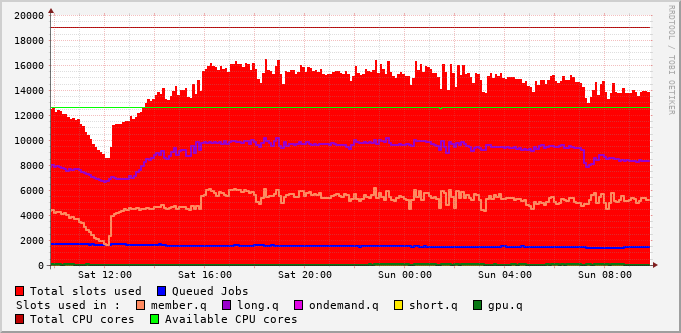 20000
18000
16000
14000
12000
10000
8000
6000
4000
2000
0
Sat 12:00 Sat 16:00 Sat 20:00 Sun 00:00 Sun 04:00 Sun 08:00
Total slots used Queued Jobs
Slots used in : member.q long.q ondemand.q short.q gpu.q
Total CPU cores Available CPU cores
RRDTOOL / TOBI OETIKER